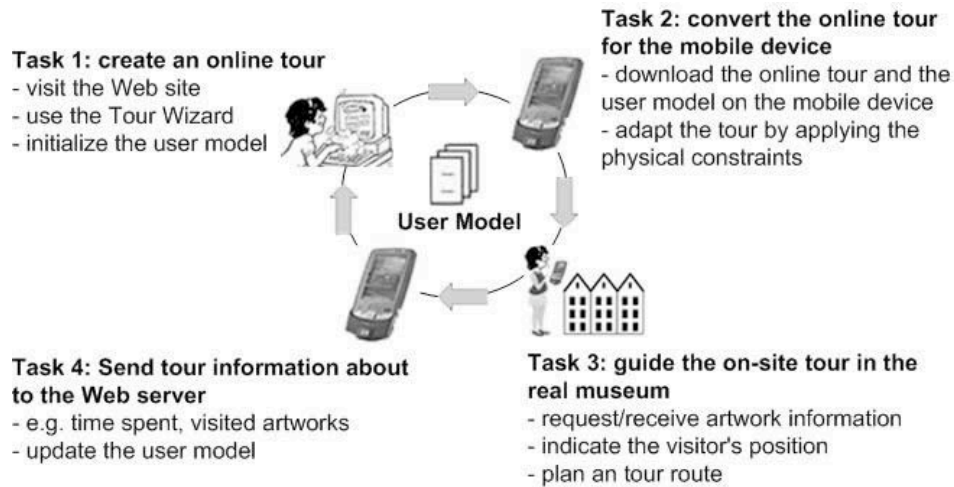 Task 1: create an online tour
- visit the Web site
- use the Tour Wizard
- initialize the user model
Task 2: convert the online tour
for the mobile device
- download the online tour and the
user model on the mobile device
- adapt the tour by applying the
physical constraints
User Model
Task 4: Send tour information about
to the Web server
- e.g. time spent, visited artworks
- update the user model
Task 3: guide the on-site tour in the
real museum
- request/receive artwork information
- indicate the visitor's position
- plan an tour route